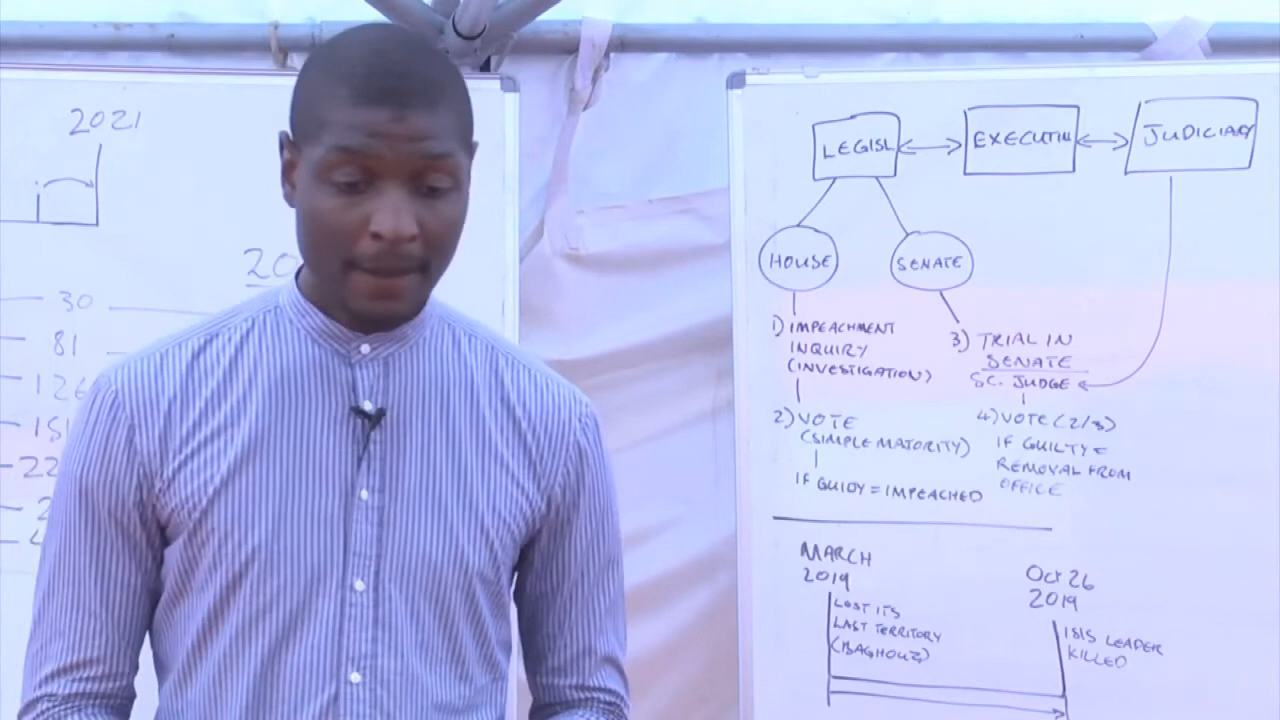 2021
20
30
81
126
151
22
2
4
LEGISL
EXECUTIV
JUDICIARY
HOUSE
SENATE
1) IMPEACHMENT
INQUIRY
(INVESTIGATION)
2) VOTE
(SIMPLE MAJORITY)
IF GUILTY = IMPEACHED
3) TRIAL IN
SENATE
SC. JUDGE
4) VOTE (2/3)
IF GUILTY =
REMOVAL FROM
OFFICE
MARCH
2019
LOST ITS
LAST TERRITORY
(BAGHOUZ)
Oct 26
2019
ISIS LEADER
KILLED